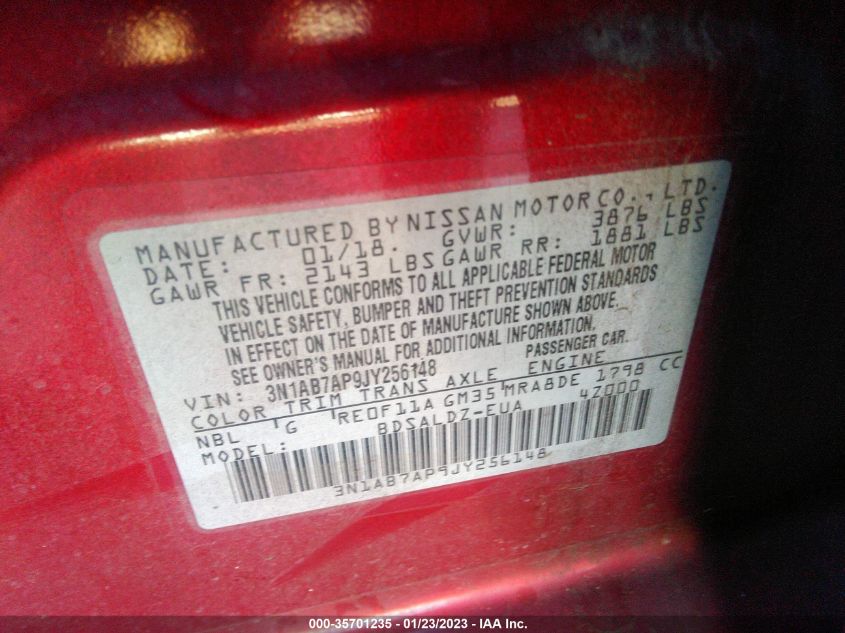 MANUFACTURED BY NISSAN MOTOR CO., LTD.
DATE: 01/18. GVWR: 3876 LBS
GAWR FR: 2143 LBS GAWR RR: 1881 LBS
THIS VEHICLE CONFORMS TO ALL APPLICABLE FEDERAL MOTOR
VEHICLE SAFETY, BUMPER AND THEFT PREVENTION STANDARDS
IN EFFECT ON THE DATE OF MANUFACTURE SHOWN ABOVE.
SEE OWNER'S MANUAL FOR ADDITIONAL INFORMATION.
VIN: 3N1AB7AP9JY256148 PASSENGER CAR.
COLOR TRIM TRANS AXLE ENGINE
NBL G RE0F11A GM35 MRA8DE 1798 CC
MODEL: BDSALDZ-EUA 4Z000
3N1AB7AP9JY256148
000-35701235 - 01/23/2023 - IAA Inc.